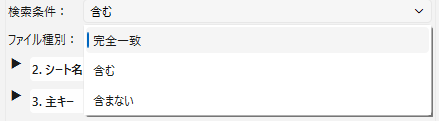 検索条件： 含む
ファイル種別： 完全一致
含む
含まない
2. シート名
3. 主キー